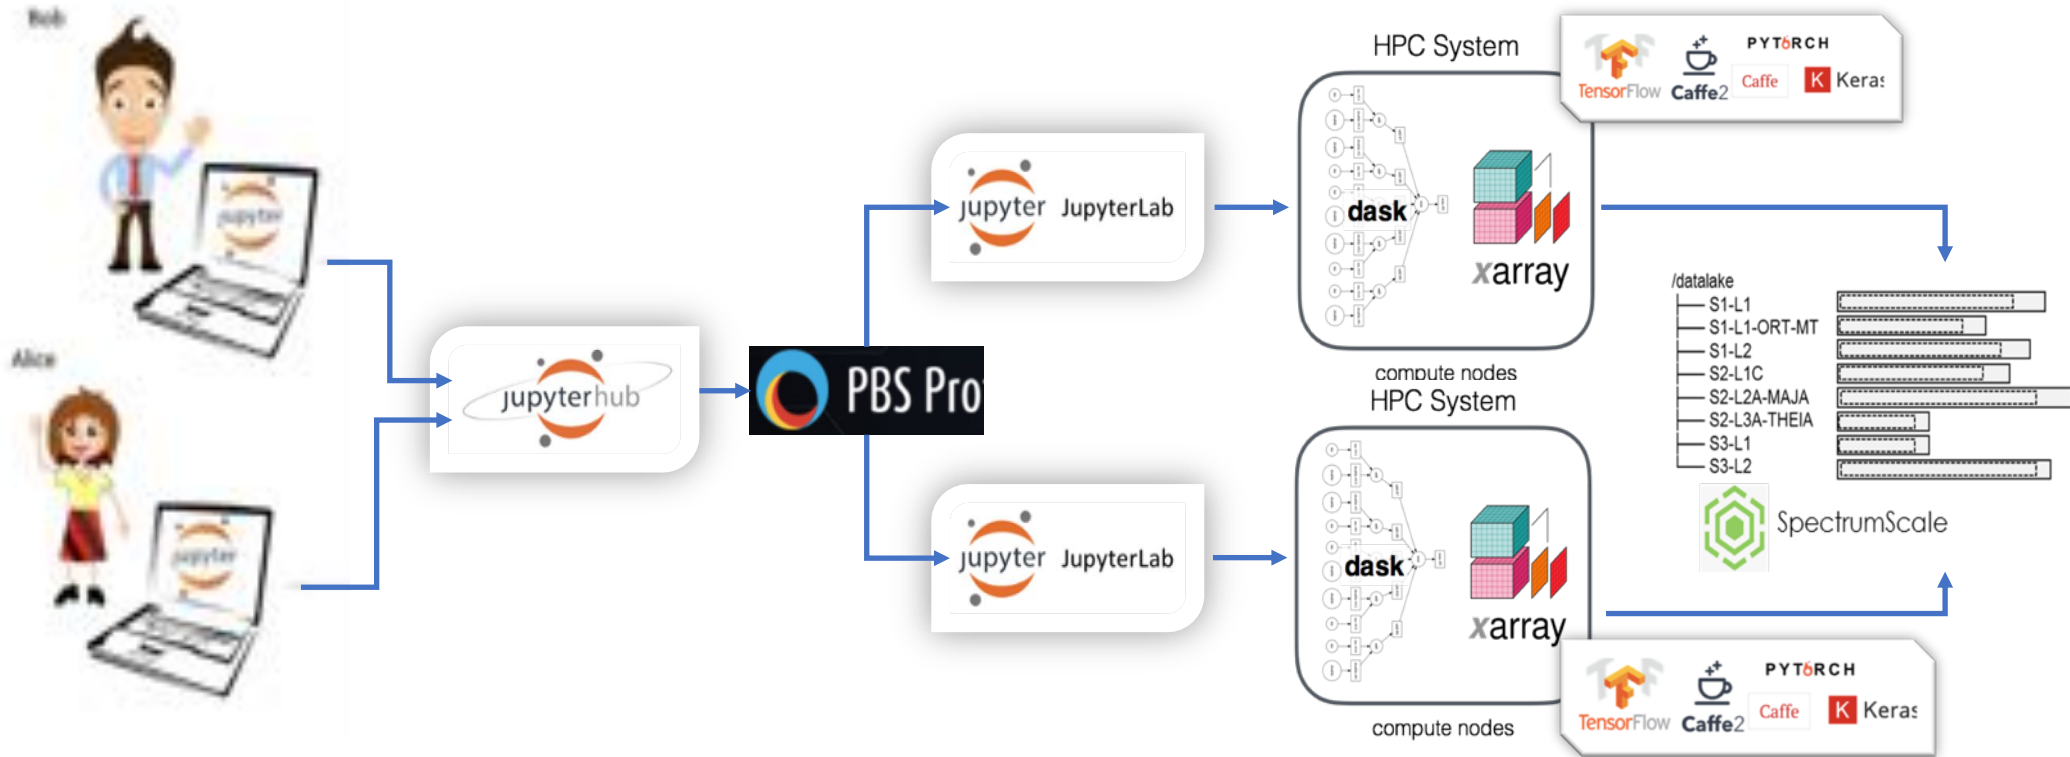 Bob
jupyter
Alice
jupyter
jupyterhub
PBS Pro
jupyter JupyterLab
jupyter JupyterLab
HPC System
dask
xarray
compute nodes
TensorFlow
Caffe2
PYTORCH
Caffe
K Keras
HPC System
dask
xarray
compute nodes
TensorFlow
Caffe2
PYTORCH
Caffe
K Keras
/datalake
S1-L1
S1-L1-ORT-MT
S1-L2
S2-L1C
S2-L2A-MAJA
S2-L3A-THEIA
S3-L1
S3-L2
SpectrumScale